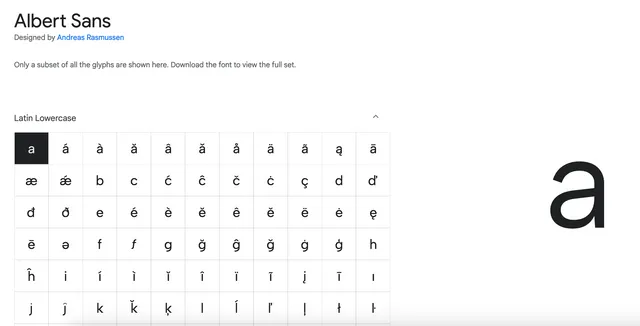 Albert Sans
Designed by Andreas Rasmussen
Only a subset of all the glyphs are shown here. Download the font to view the full set.
Latin Lowercase
a á à ă â ǎ å ä ã ą ā
æ ǽ b c ć ĉ č ċ ç d ď
đ ð e é è ĕ ê ě ë ė ę
ē ə f ƒ g ğ ĝ ǧ ġ ģ h
ĥ i í ì ĭ î ï ī į ī ı
j ĵ k ǩ ķ l ĺ ľ ļ ł ŀ
a